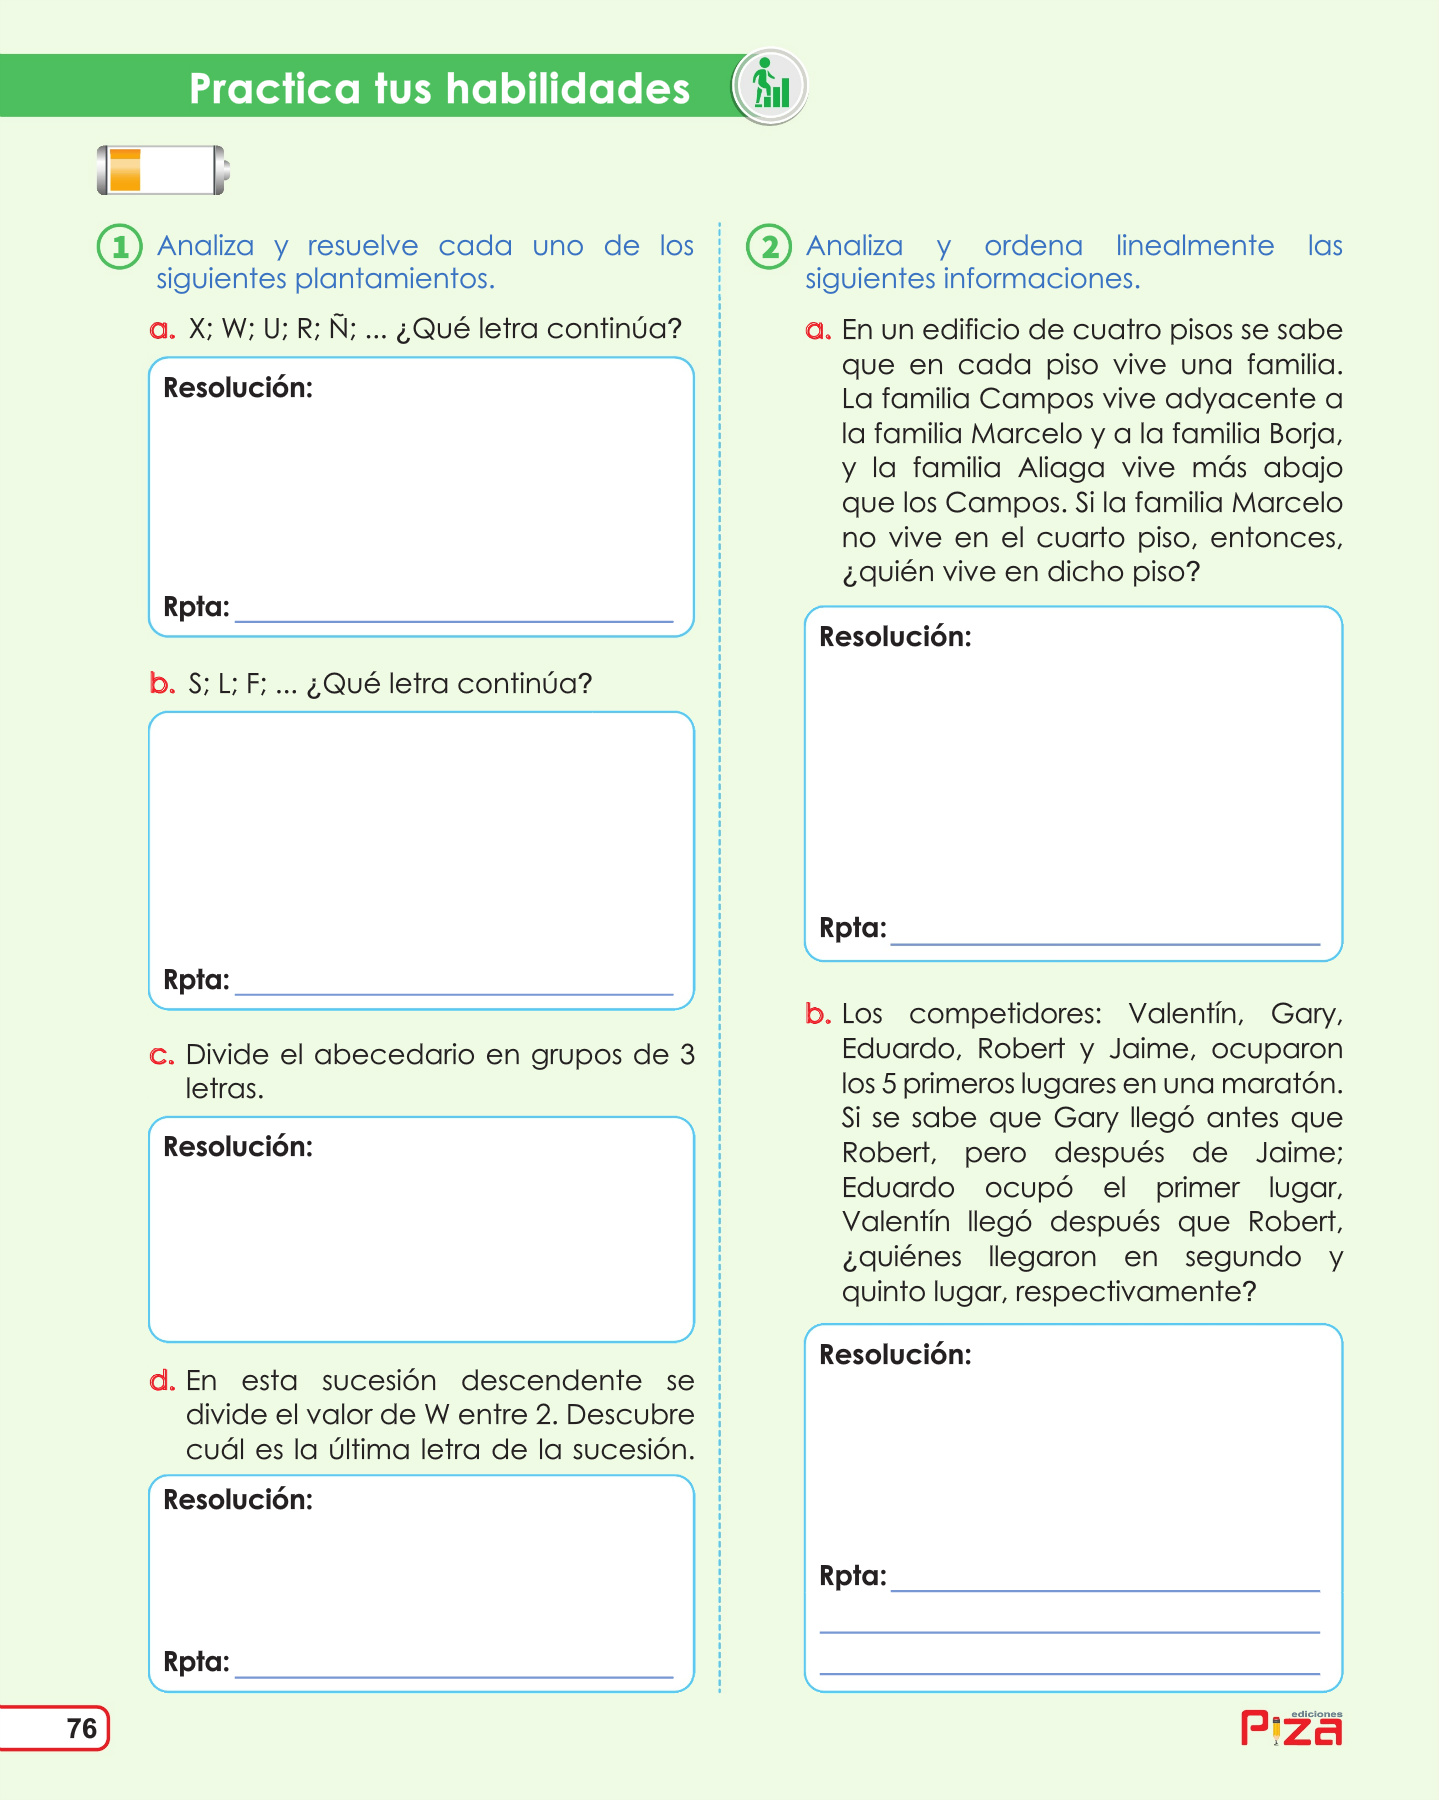 Practica tus habilidades
1 Analiza y resuelve cada uno de los
siguientes plantamientos.
a. X; W; U; R; Ñ; ... ¿Qué letra continúa?
Resolución:
Rpta:
b. S; L; F; ... ¿Qué letra continúa?
Rpta:
c. Divide el abecedario en grupos de 3
letras.
Resolución:
d. En esta sucesión descendente se
divide el valor de W entre 2. Descubre
cuál es la última letra de la sucesión.
Resolución:
Rpta:
2 Analiza y ordena linealmente las
siguientes informaciones.
a. En un edificio de cuatro pisos se sabe
que en cada piso vive una familia.
La familia Campos vive adyacente a
la familia Marcelo y a la familia Borja,
y la familia Aliaga vive más abajo
que los Campos. Si la familia Marcelo
no vive en el cuarto piso, entonces,
¿quién vive en dicho piso?
Resolución:
Rpta:
b. Los competidores: Valentín, Gary,
Eduardo, Robert y Jaime, ocuparon
los 5 primeros lugares en una maratón.
Si se sabe que Gary llegó antes que
Robert, pero después de Jaime;
Eduardo ocupó el primer lugar,
Valentín llegó después que Robert,
¿quiénes llegaron en segundo y
quinto lugar, respectivamente?
Resolución:
Rpta:
76
ediciones
Piza